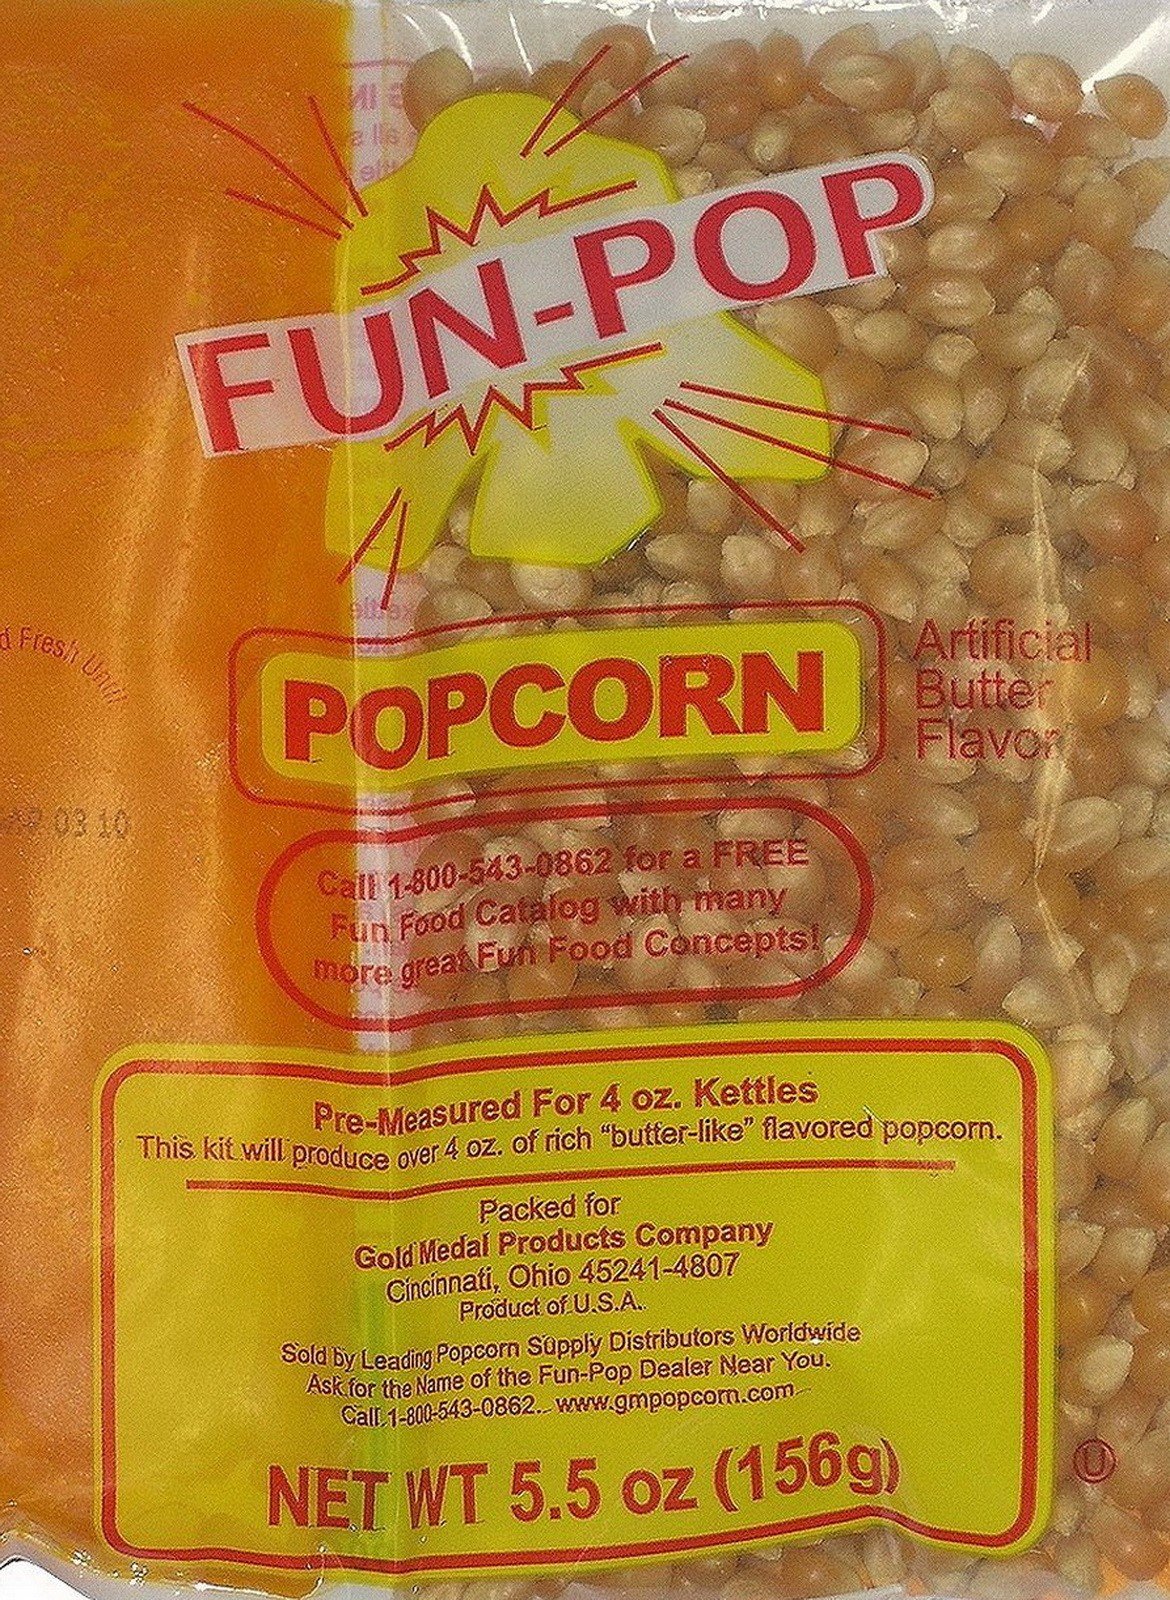 FUN-POP
POPCORN
Artificial
Butter
Flavor
d Fresh Until
03 10
Call 1-800-543-0862 for a FREE
Fun Food Catalog with many
more great Fun Food Concepts!
Pre-Measured For 4 oz. Kettles
This kit will produce over 4 oz. of rich “butter-like” flavored popcorn.
Packed for
Gold Medal Products Company
Cincinnati, Ohio 45241-4807
Product of U.S.A.
Sold by Leading Popcorn Supply Distributors Worldwide
Ask for the Name of the Fun-Pop Dealer Near You.
Call 1-800-543-0862. www.gmpopcorn.com
NET WT 5.5 oz (156g)
U